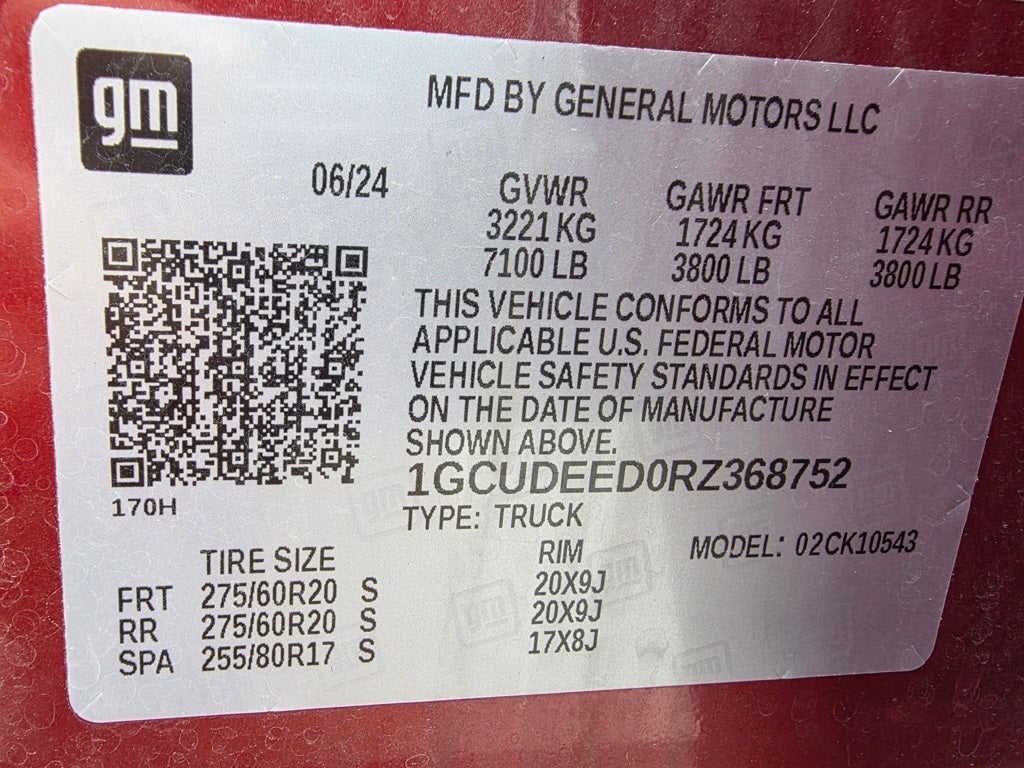 gm
MFD BY GENERAL MOTORS LLC
06/24
GVWR GAWR FRT GAWR RR
3221 KG 1724 KG 1724 KG
7100 LB 3800 LB 3800 LB
THIS VEHICLE CONFORMS TO ALL
APPLICABLE U.S. FEDERAL MOTOR
VEHICLE SAFETY STANDARDS IN EFFECT
ON THE DATE OF MANUFACTURE
SHOWN ABOVE.
1GCUDEED0RZ368752
170H
TYPE: TRUCK
MODEL: 02CK10543
TIRE SIZE RIM
FRT 275/60R20 S 20X9J
RR 275/60R20 S 20X9J
SPA 255/80R17 S 17X8J